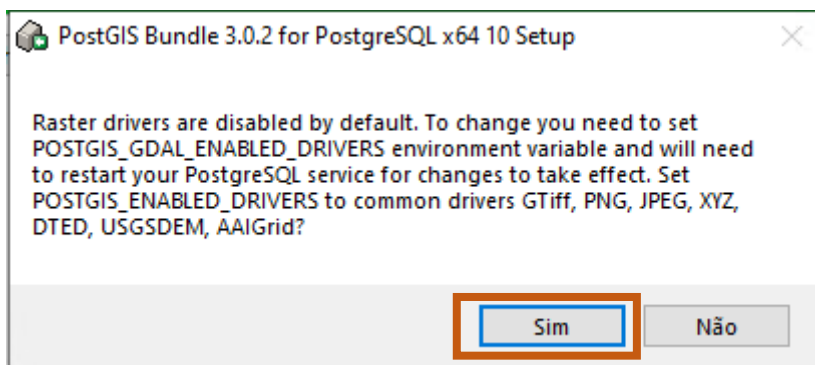 PostGIS Bundle 3.0.2 for PostgreSQL x64 10 Setup
Raster drivers are disabled by default. To change you need to set
POSTGIS_GDAL_ENABLED_DRIVERS environment variable and will need
to restart your PostgreSQL service for changes to take effect. Set
POSTGIS_ENABLED_DRIVERS to common drivers GTiff, PNG, JPEG, XYZ,
DTED, USGSDEM, AAIGrid?
Sim Não